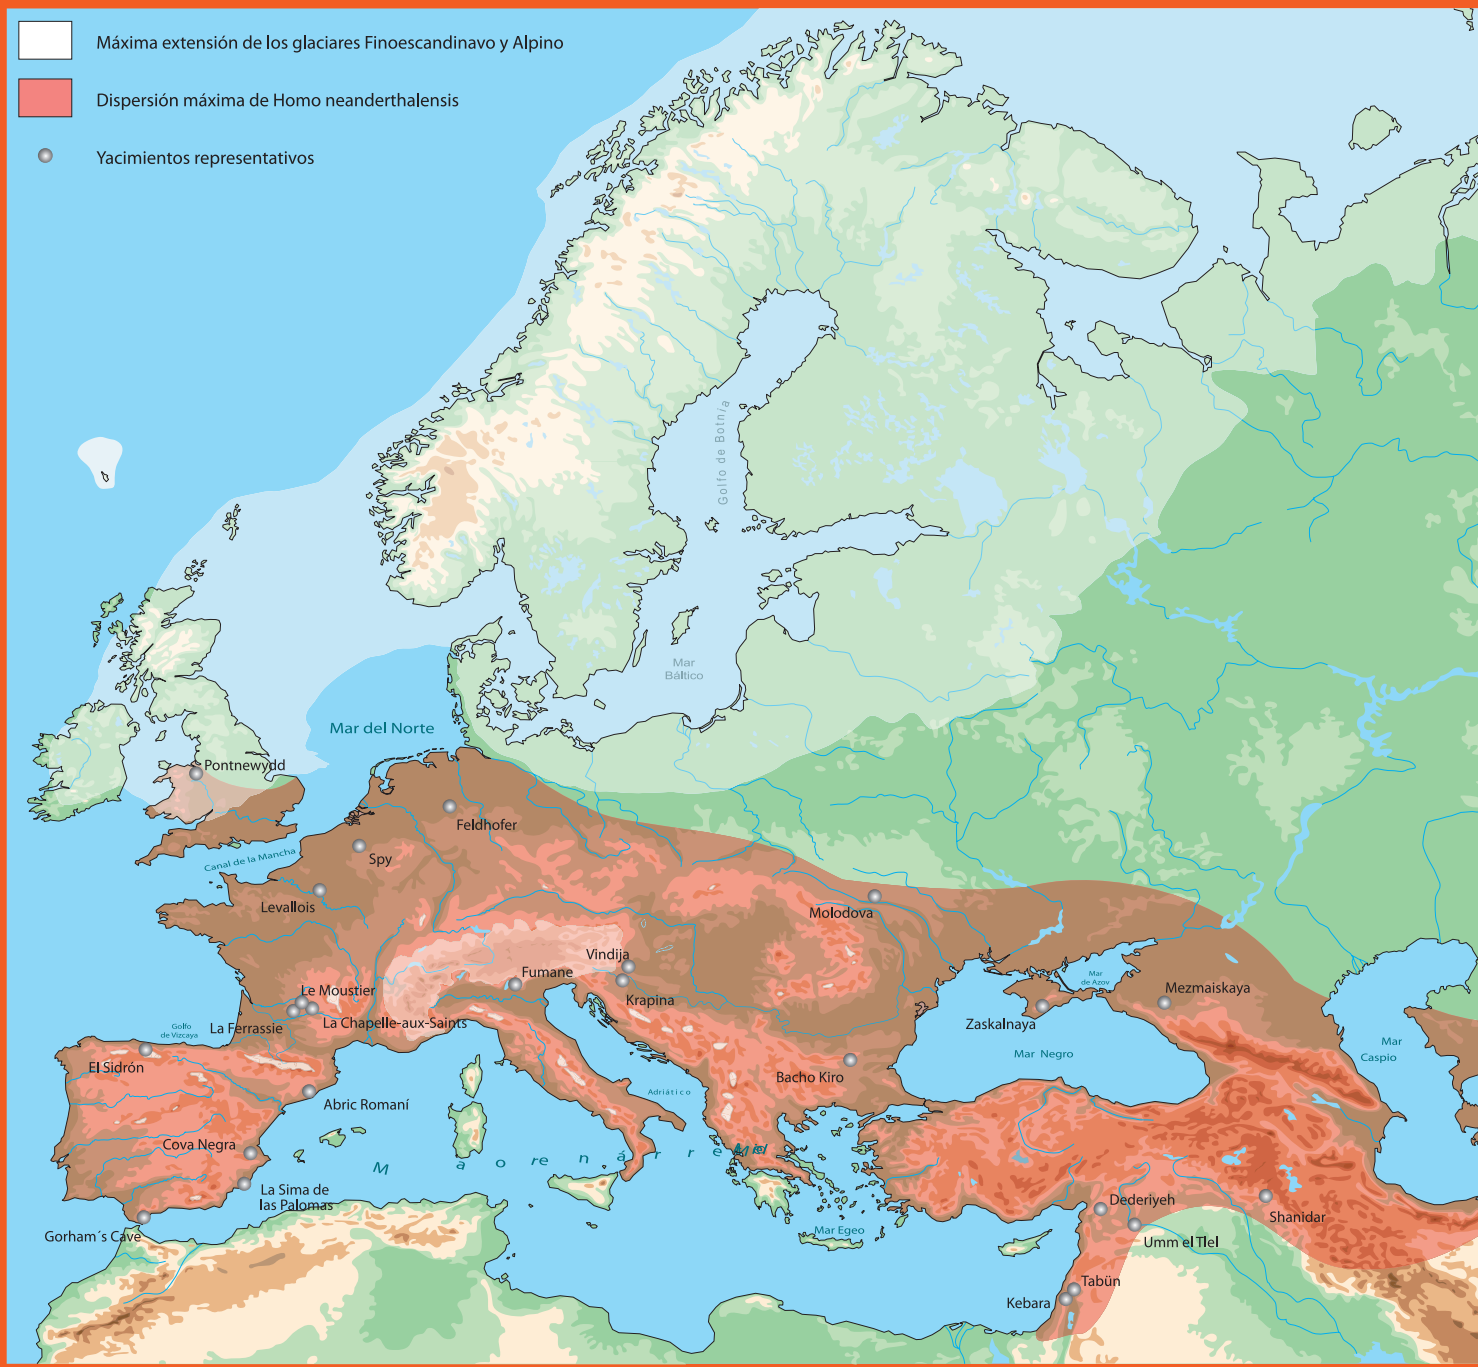 Máxima extensión de los glaciares Finoescandinavo y Alpino
Dispersión máxima de Homo neanderthalensis
Yacimientos representativos
Golfo de Botnia
Mar
Báltico
Mar del Norte
Pontnewydd
Feldhofer
Spy
Canal de la Mancha
Levallois
Molodova
Vindija
Fumane
Krapina
Le Moustier
La Ferrassie
La Chapelle-aux-Saints
Mar
de Azov
Mezmaiskaya
Zaskalnaya
Golfo
de Vizcaya
El Sidrón
Mar Negro
Mar
Caspio
Bacho Kiro
Adriático
Abric Romaní
Cova Negra
La Sima de
las Palomas
Gorham´s Cave
Mar Egeo
Dederiyeh
Shanidar
Umm el Tlel
Tabün
Kebara